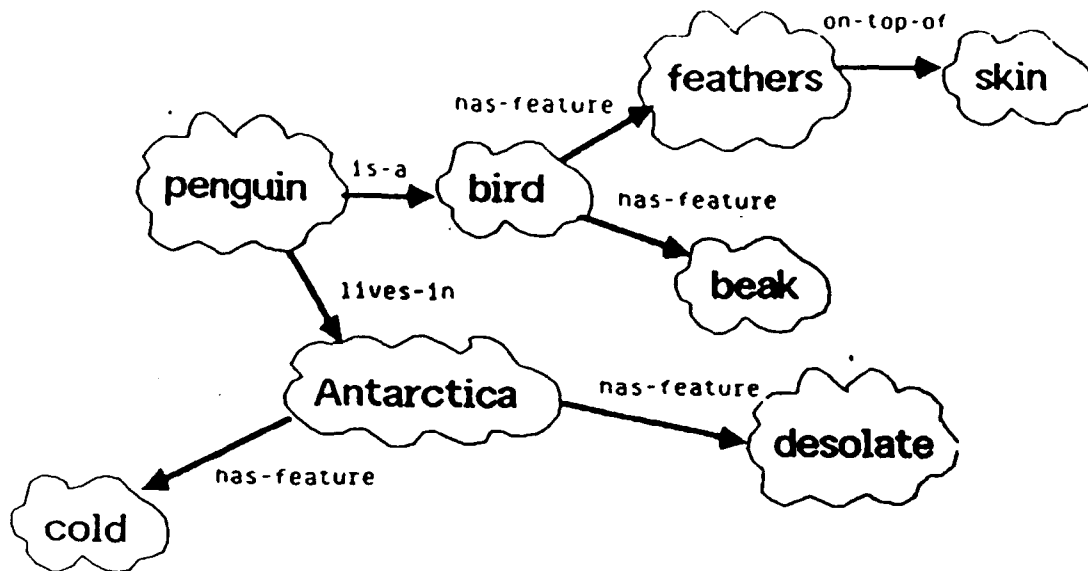 on-top-of
feathers
skin
has-feature
penguin
is-a
bird
has-feature
beak
lives-in
Antarctica
has-feature
desolate
has-feature
cold